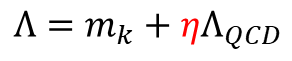 Λ = m_k + ηΛ_QCD